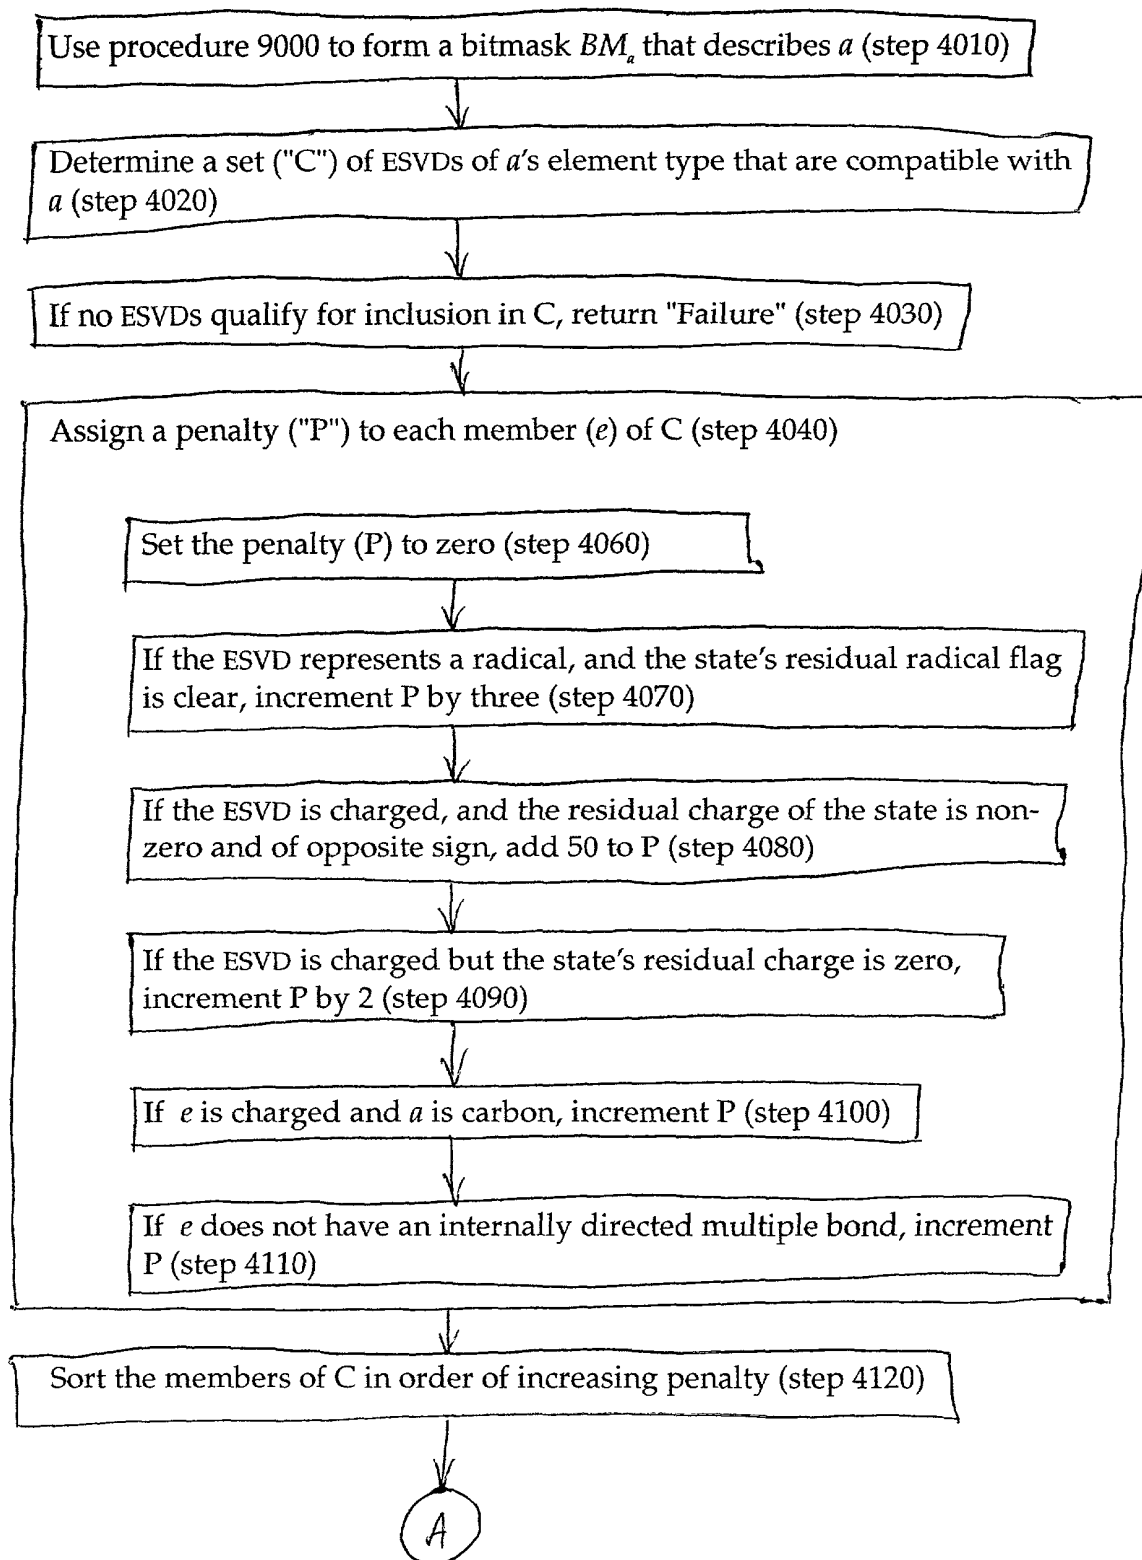 Use procedure 9000 to form a bitmask BMa that describes a (step 4010)
Determine a set ("C") of ESVDs of a's element type that are compatible with
a (step 4020)
If no ESVDs qualify for inclusion in C, return "Failure" (step 4030)
Assign a penalty ("P") to each member (e) of C (step 4040)
Set the penalty (P) to zero (step 4060)
If the ESVD represents a radical, and the state's residual radical flag
is clear, increment P by three (step 4070)
If the ESVD is charged, and the residual charge of the state is non-
zero and of opposite sign, add 50 to P (step 4080)
If the ESVD is charged but the state's residual charge is zero,
increment P by 2 (step 4090)
If e is charged and a is carbon, increment P (step 4100)
If e does not have an internally directed multiple bond, increment
P (step 4110)
Sort the members of C in order of increasing penalty (step 4120)
A